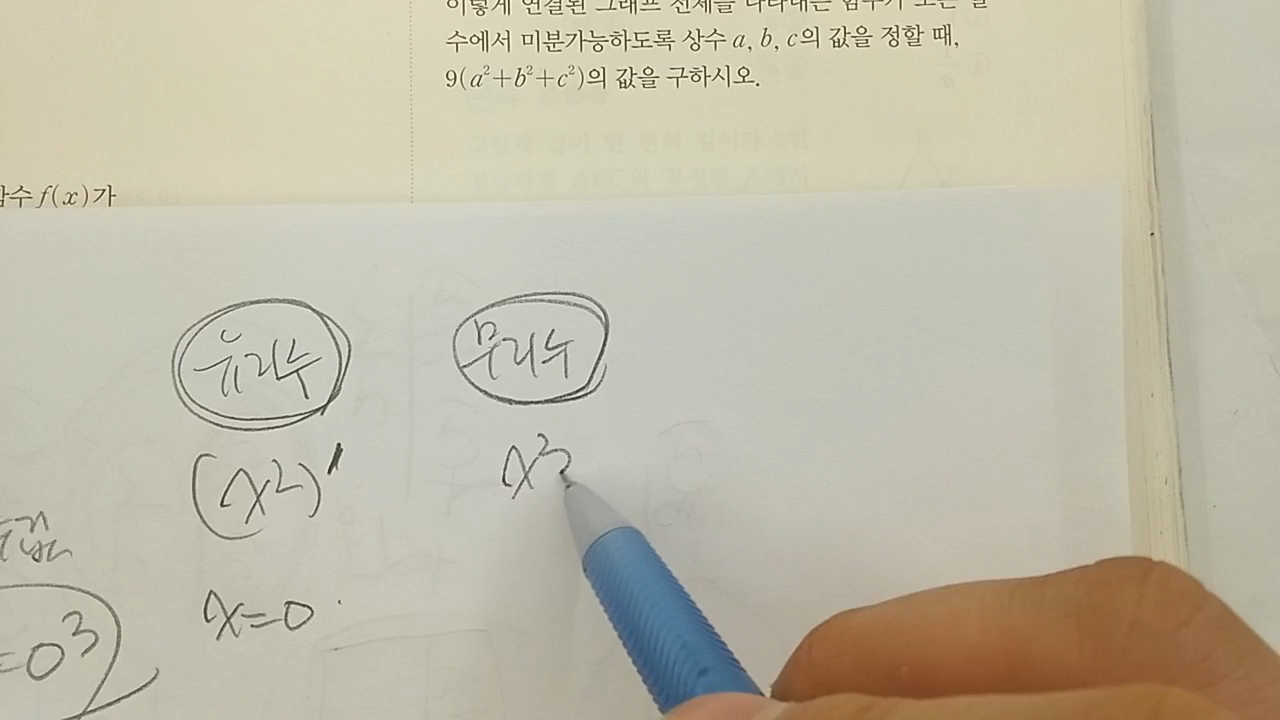 이렇게 연결된 그래프 전체를 나타내는 함수가 모든 실
수에서 미분가능하도록 상수 a, b, c의 값을 정할 때,
9(a²+b²+c²)의 값을 구하시오.
함수 f(x)가
유리수 무리수
(x²)' x³
x=0
=0³